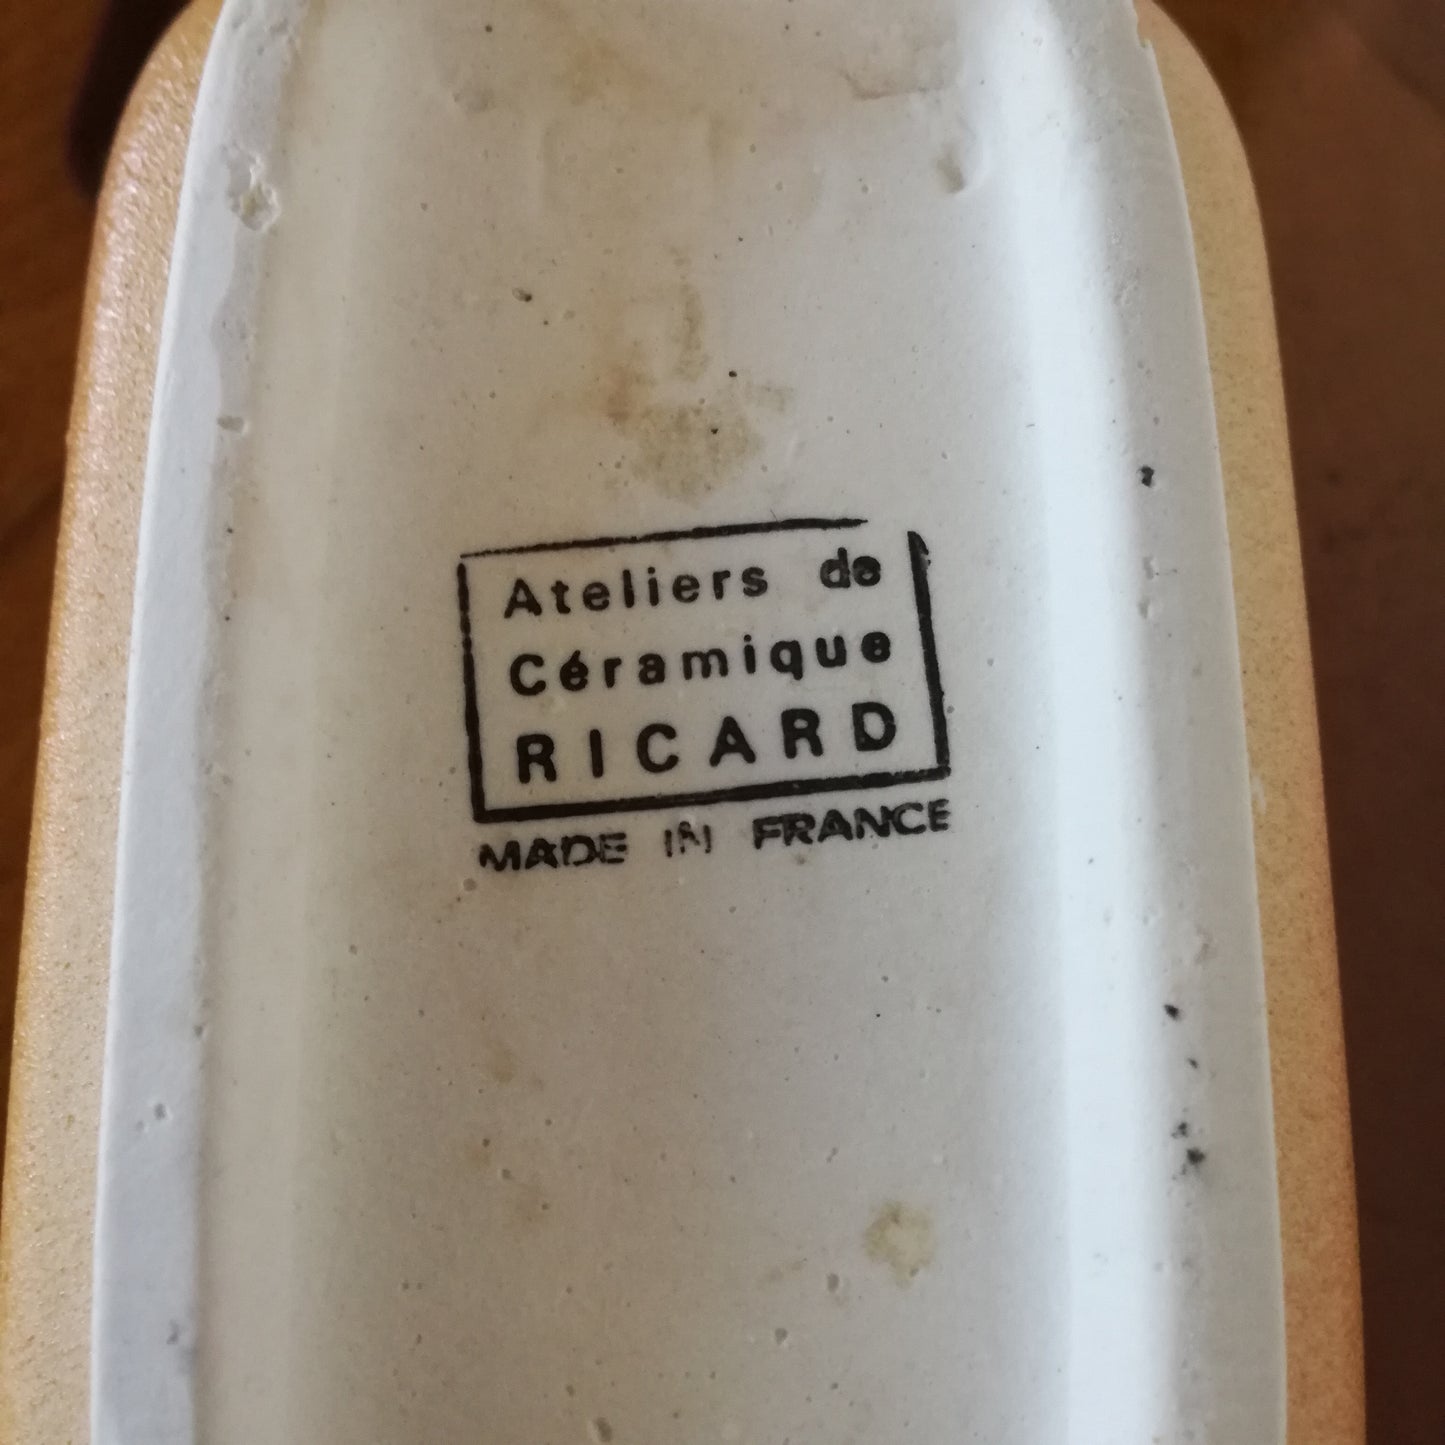 Ateliers de
Céramique
RICARD
MADE IN FRANCE